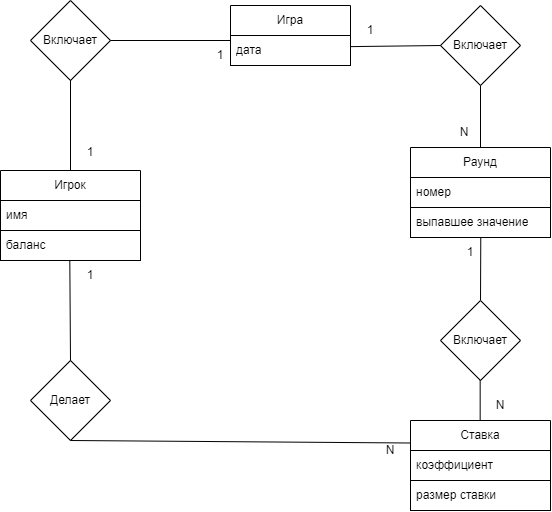 Включает
Игра
дата
1
1
Включает
1
N
Игрок
имя
баланс
Раунд
номер
выпавшее значение
1
1
Включает
Делает
N
N
Ставка
коэффициент
размер ставки